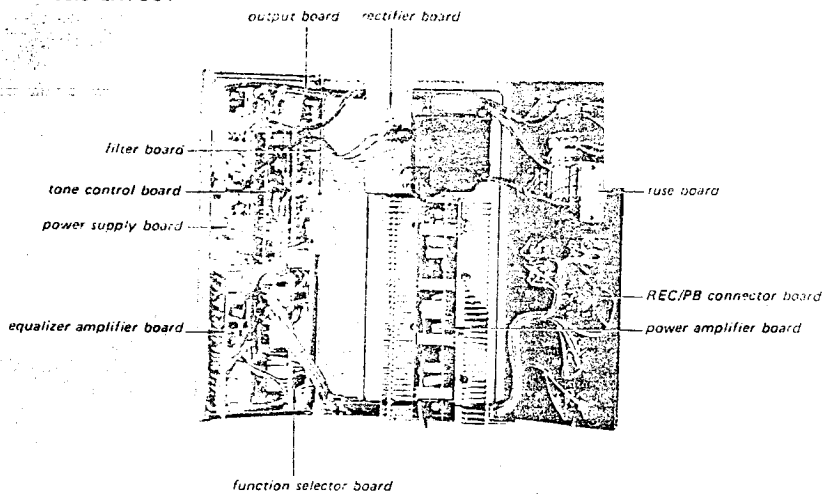 output board rectifier board
filter board
tone control board
fuse board
power supply board
REC/PB connector board
equalizer amplifier board
power amplifier board
function selector board